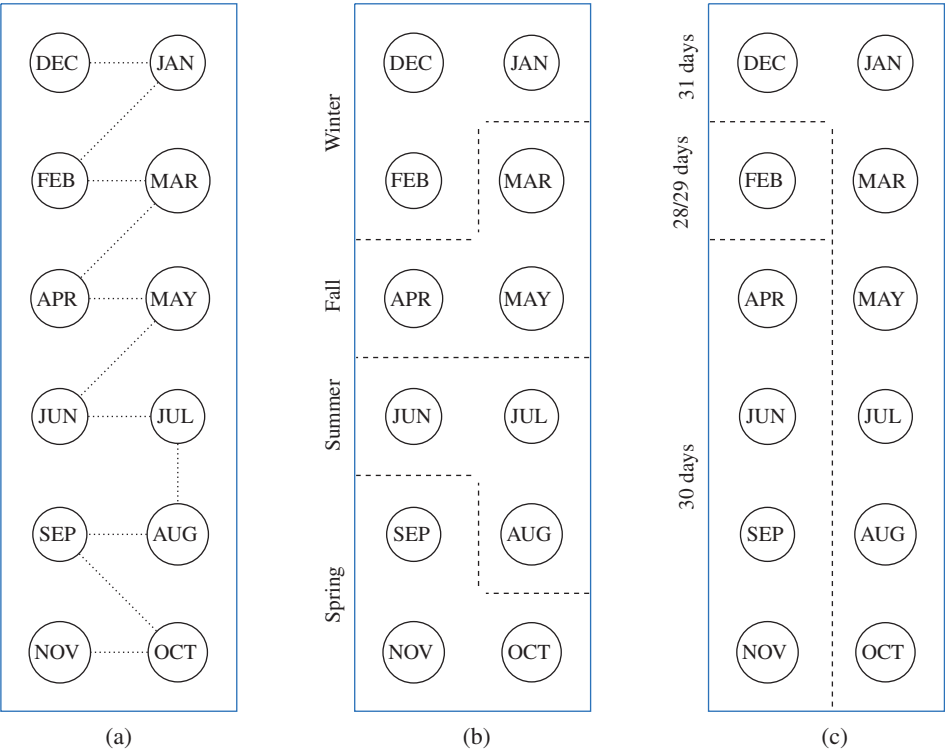 DEC JAN
FEB MAR
APR MAY
JUN JUL
SEP AUG
NOV OCT
(a)
Winter
Fall
Summer
Spring
DEC JAN
FEB MAR
APR MAY
JUN JUL
SEP AUG
NOV OCT
(b)
31 days
28/29 days
30 days
DEC JAN
FEB MAR
APR MAY
JUN JUL
SEP AUG
NOV OCT
(c)